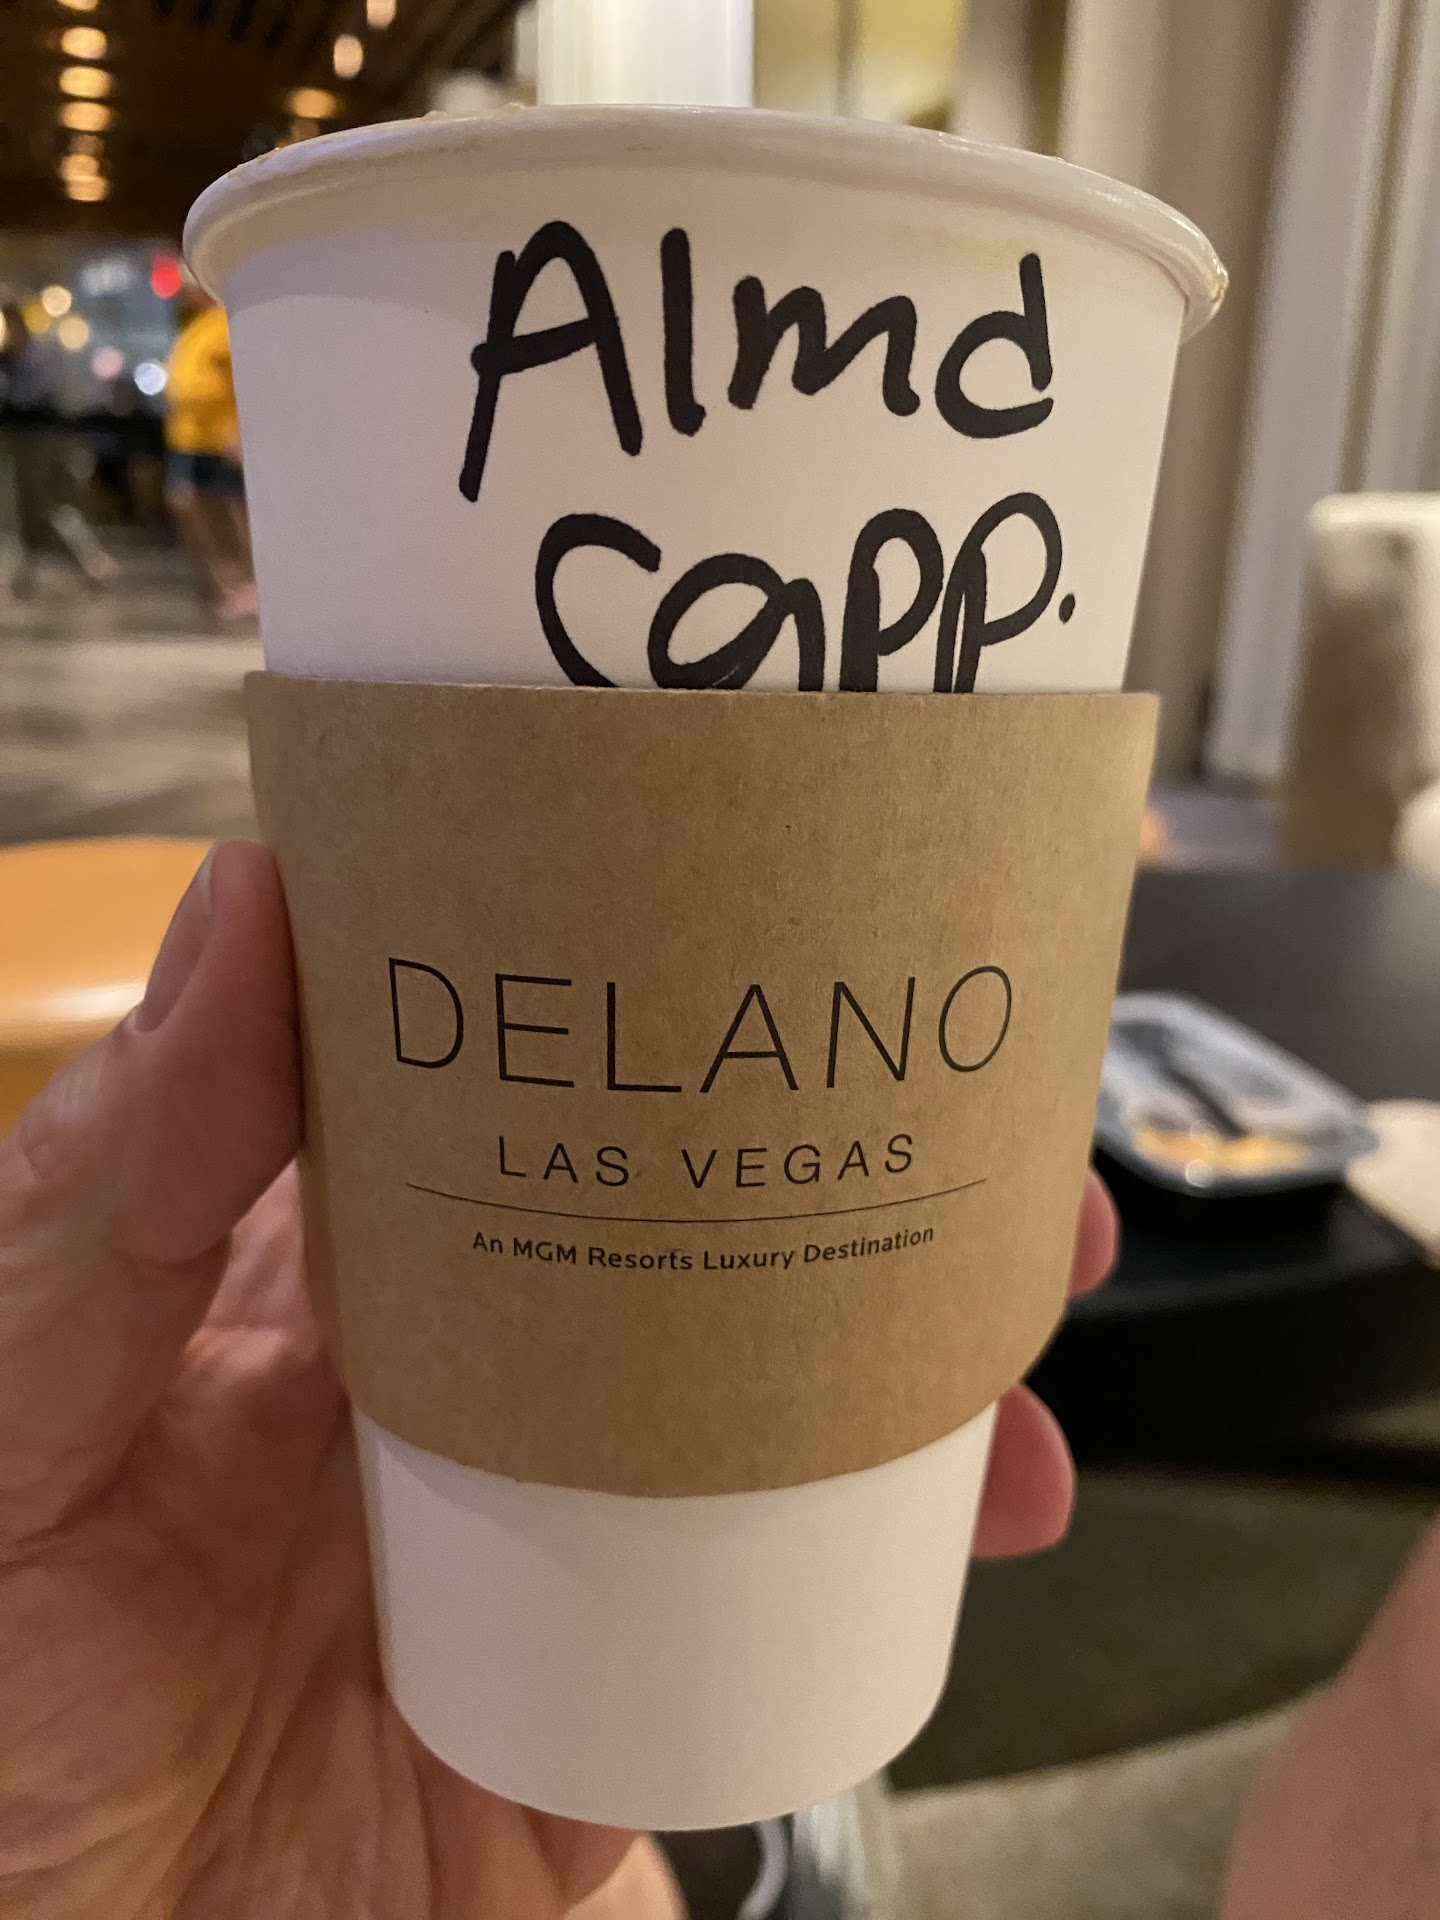 Almd
capp.
DELANO
LAS VEGAS
An MGM Resorts Luxury Destination